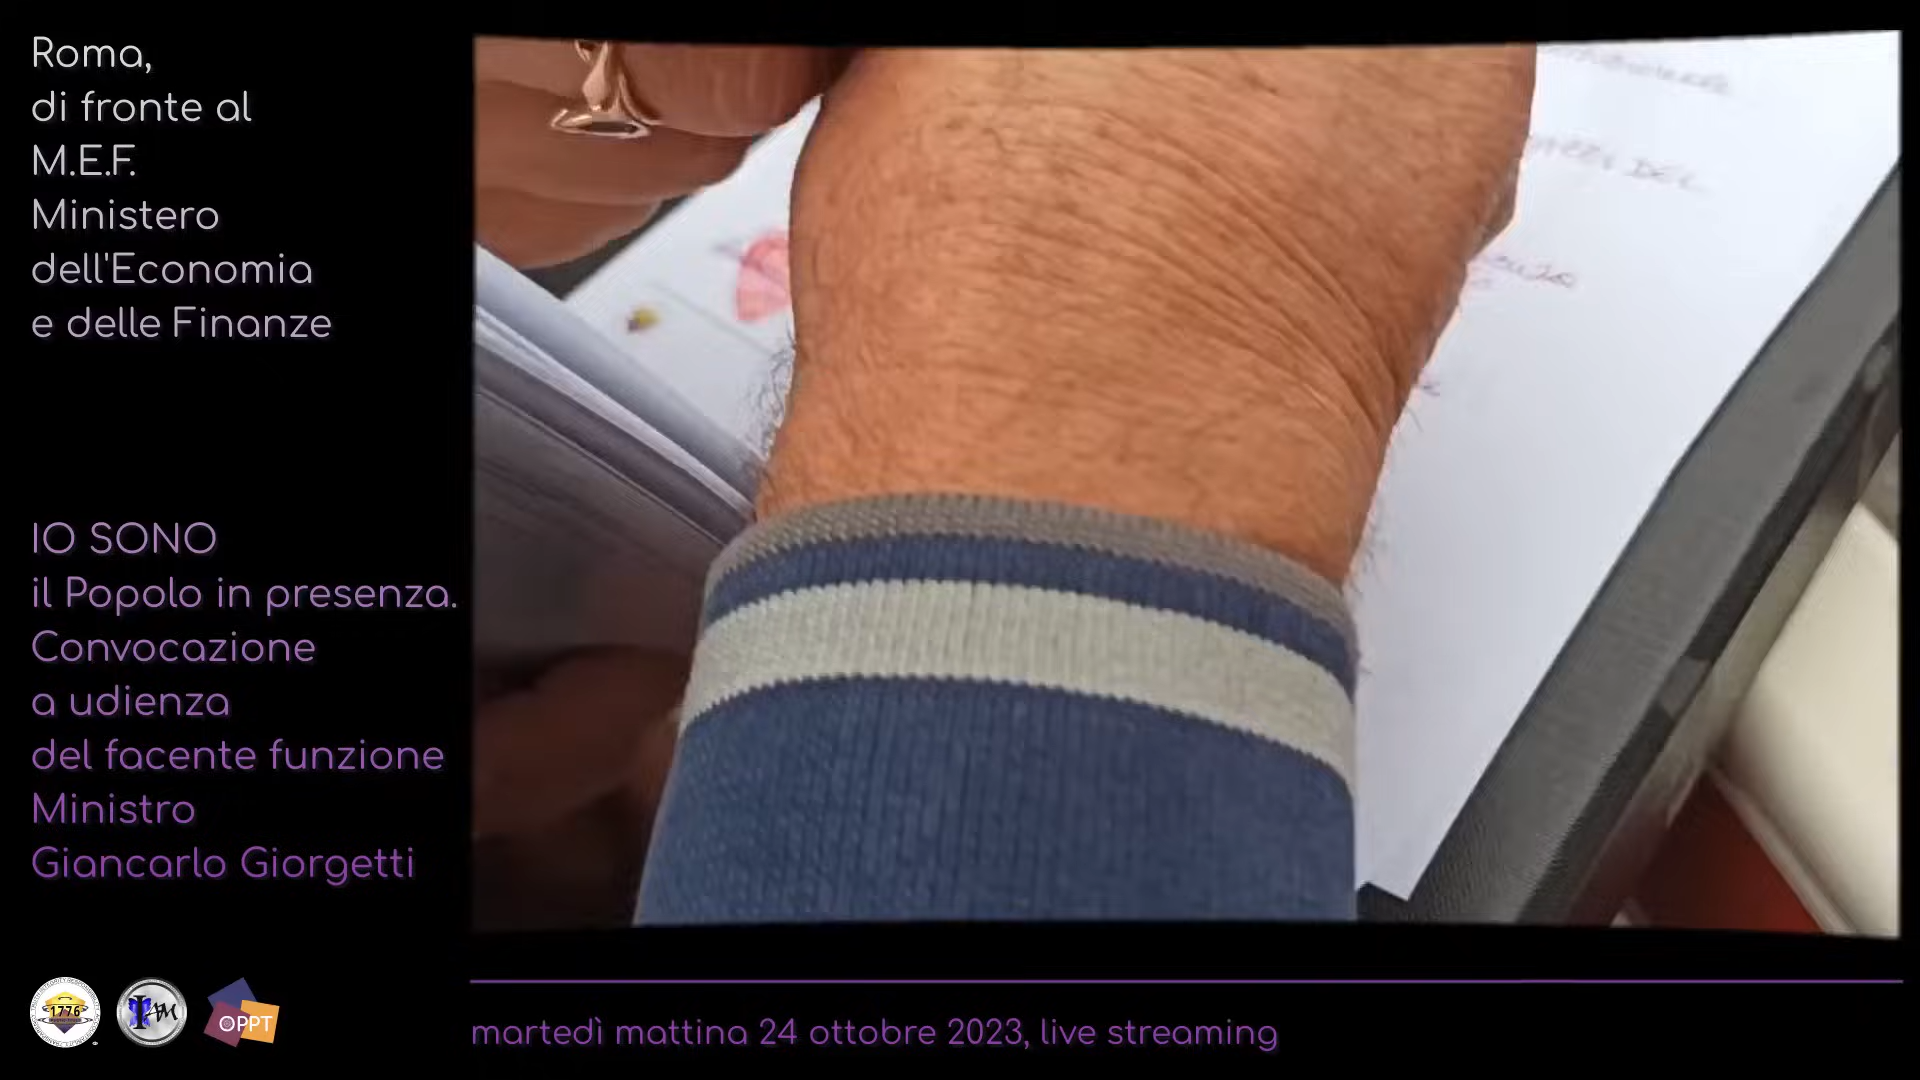 Roma,
di fronte al
M.E.F.
Ministero
dell'Economia
e delle Finanze
IO SONO
il Popolo in presenza.
Convocazione
a udienza
del facente funzione
Ministro
Giancarlo Giorgetti
1776
I AM
OPPT
martedì mattina 24 ottobre 2023, live streaming